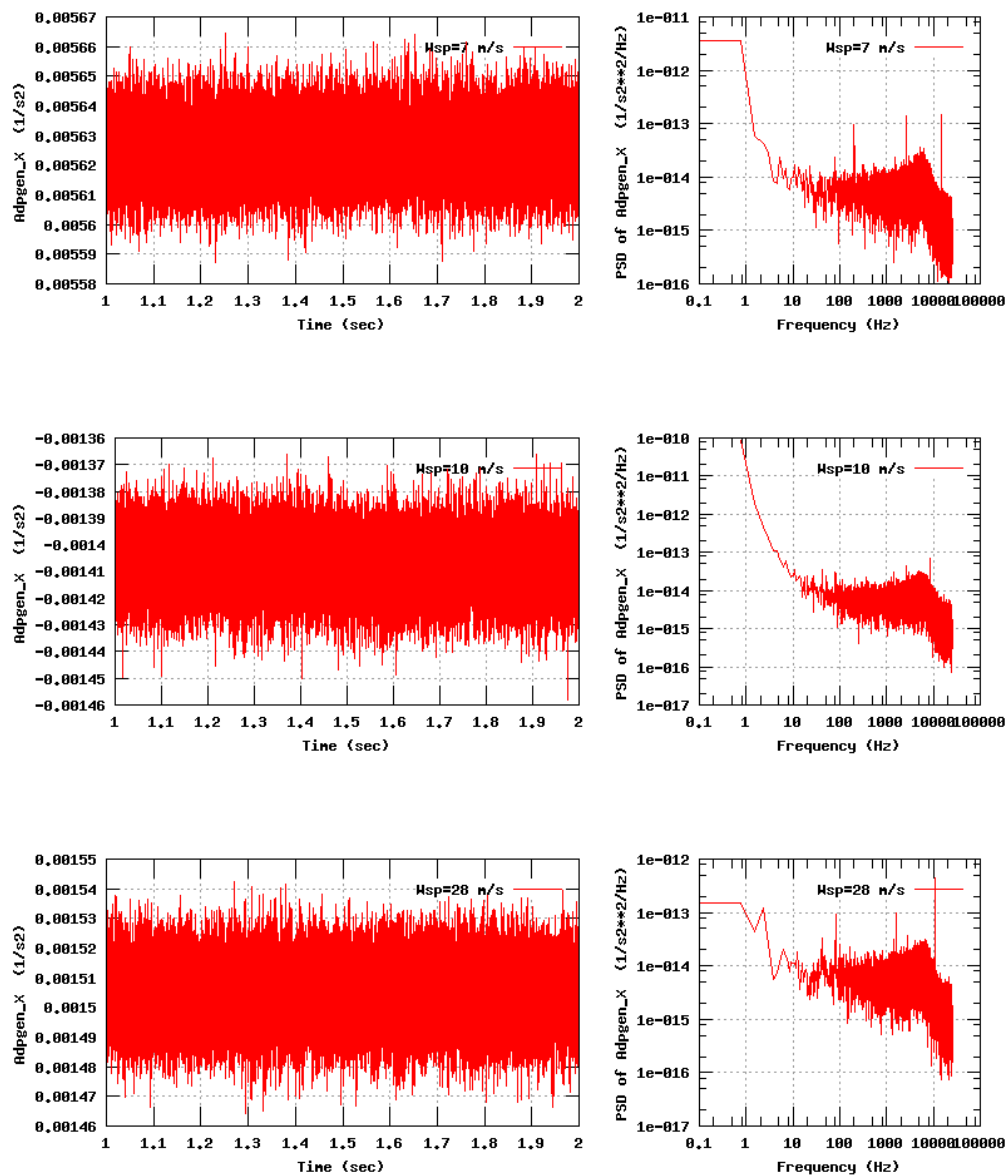 0.00567
0.00566
0.00565
0.00564
0.00563
0.00562
0.00561
0.0056
0.00559
0.00558
Adpgen_X (1/s2)
Wsp=7 m/s
1 1.1 1.2 1.3 1.4 1.5 1.6 1.7 1.8 1.9 2
Time (sec)
1e-011
1e-012
1e-013
1e-014
1e-015
1e-016
PSD of Adpgen_X (1/s2**2/Hz)
Wsp=7 m/s
0.1 1 10 100 1000 10000 100000
Frequency (Hz)
-0.00136
-0.00137
-0.00138
-0.00139
-0.0014
-0.00141
-0.00142
-0.00143
-0.00144
-0.00145
-0.00146
Adpgen_X (1/s2)
Wsp=10 m/s
1 1.1 1.2 1.3 1.4 1.5 1.6 1.7 1.8 1.9 2
Time (sec)
1e-010
1e-011
1e-012
1e-013
1e-014
1e-015
1e-016
1e-017
PSD of Adpgen_X (1/s2**2/Hz)
Wsp=10 m/s
0.1 1 10 100 1000 10000 100000
Frequency (Hz)
0.00155
0.00154
0.00153
0.00152
0.00151
0.0015
0.00149
0.00148
0.00147
0.00146
Adpgen_X (1/s2)
Wsp=28 m/s
1 1.1 1.2 1.3 1.4 1.5 1.6 1.7 1.8 1.9 2
Time (sec)
1e-012
1e-013
1e-014
1e-015
1e-016
1e-017
PSD of Adpgen_X (1/s2**2/Hz)
Wsp=28 m/s
0.1 1 10 100 1000 10000 100000
Frequency (Hz)